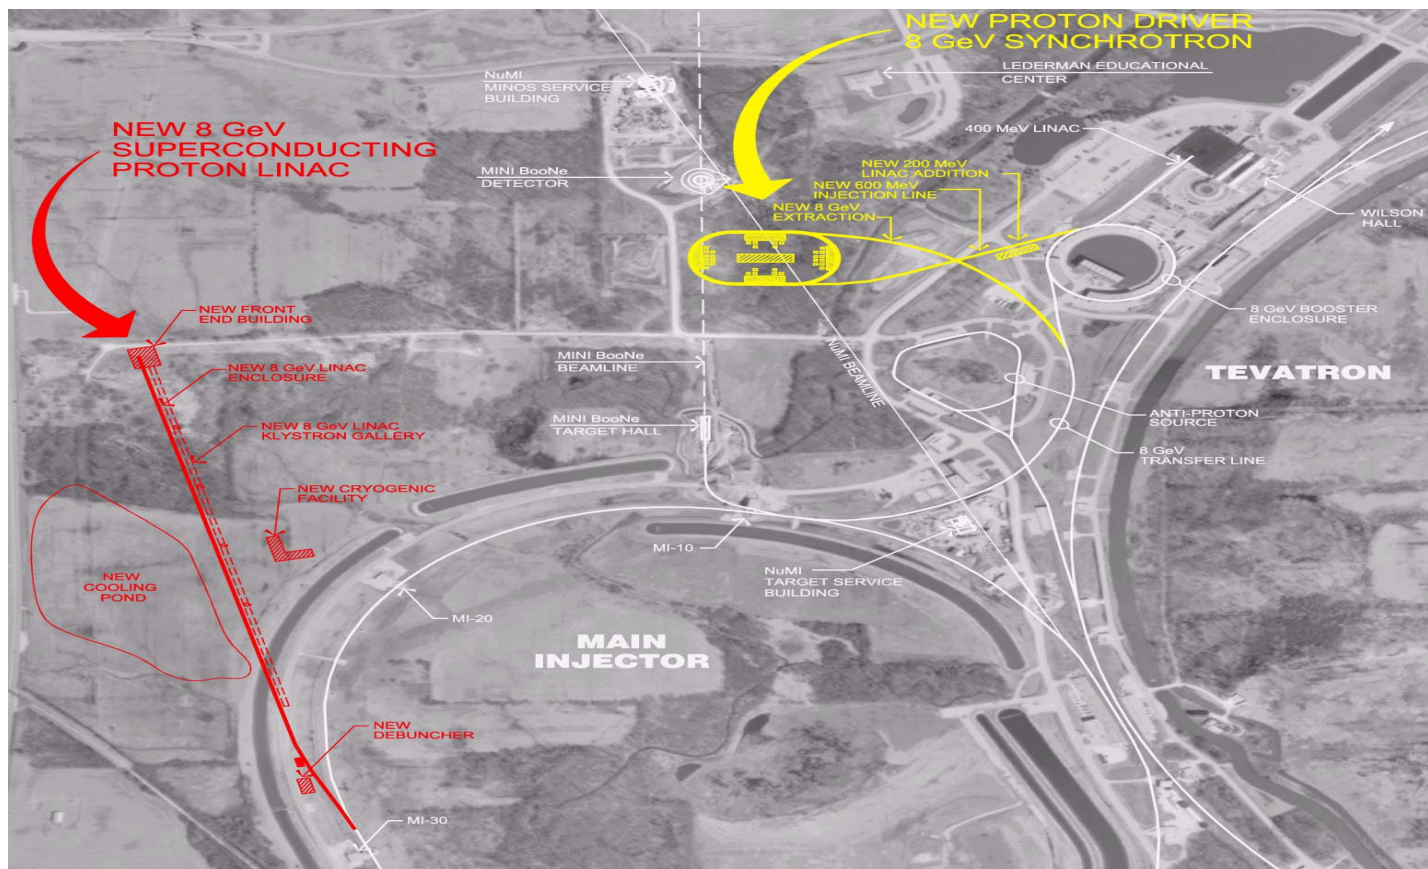 NEW PROTON DRIVER
8 GeV SYNCHROTRON
LEDERMAN EDUCATIONAL
CENTER
NuMI
MINOS SERVICE
BUILDING
NEW 8 GeV
SUPERCONDUCTING
PROTON LINAC
400 MeV LINAC
MINI BooNe
DETECTOR
NEW 200 MeV
LINAC ADDITION
NEW 600 MeV
INJECTION LINE
NEW 8 GeV
EXTRACTION
WILSON
HALL
NEW FRONT
END BUILDING
8 GeV BOOSTER
ENCLOSURE
MINI BooNe
BEAMLINE
NuMI BEAMLINE
NEW 8 GeV LINAC
ENCLOSURE
TEVATRON
MINI BooNe
TARGET HALL
ANTI-PROTON
SOURCE
NEW 8 GeV LINAC
KLYSTRON GALLERY
8 GeV
TRANSFER LINE
NEW CRYOGENIC
FACILITY
MI-10
NEW
COOLING
POND
NuMI
TARGET SERVICE
BUILDING
MI-20
MAIN
INJECTOR
NEW
DEBUNCHER
MI-30